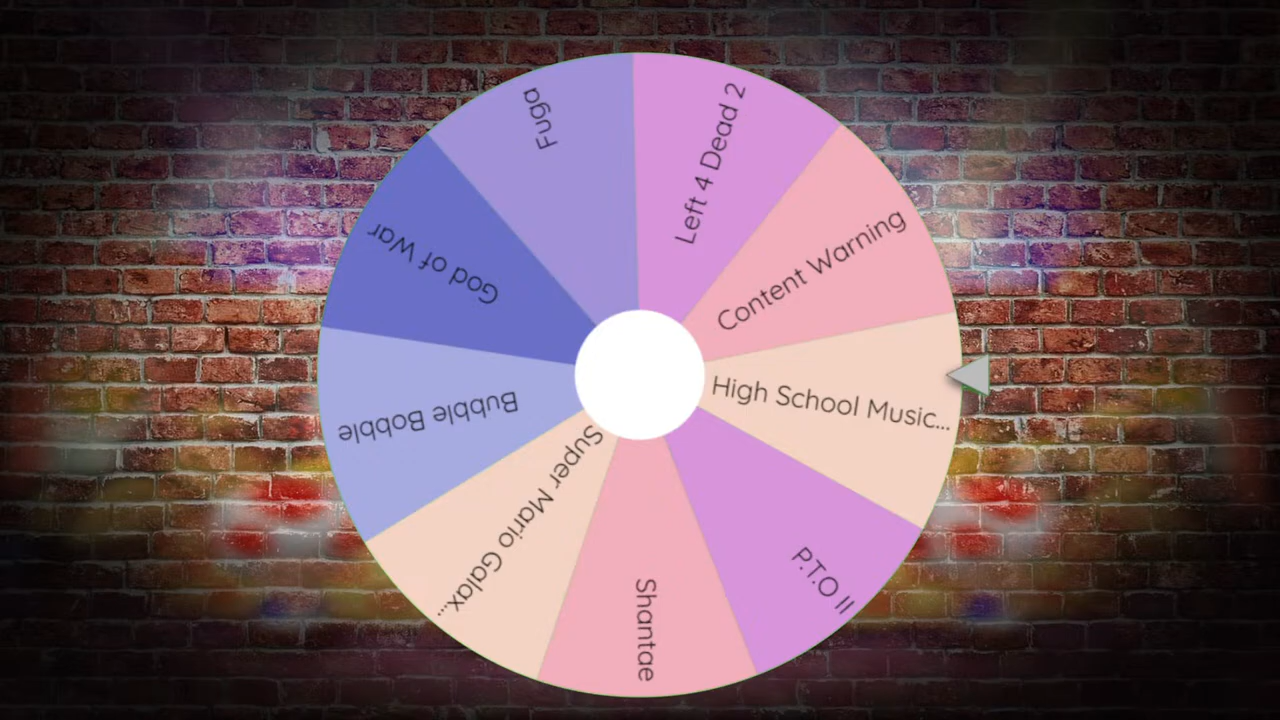 Fuga
Left 4 Dead 2
Content Warning
High School Music...
P.T.O II
Shantae
Super Mario Galax...
Bubble Bobble
God of War